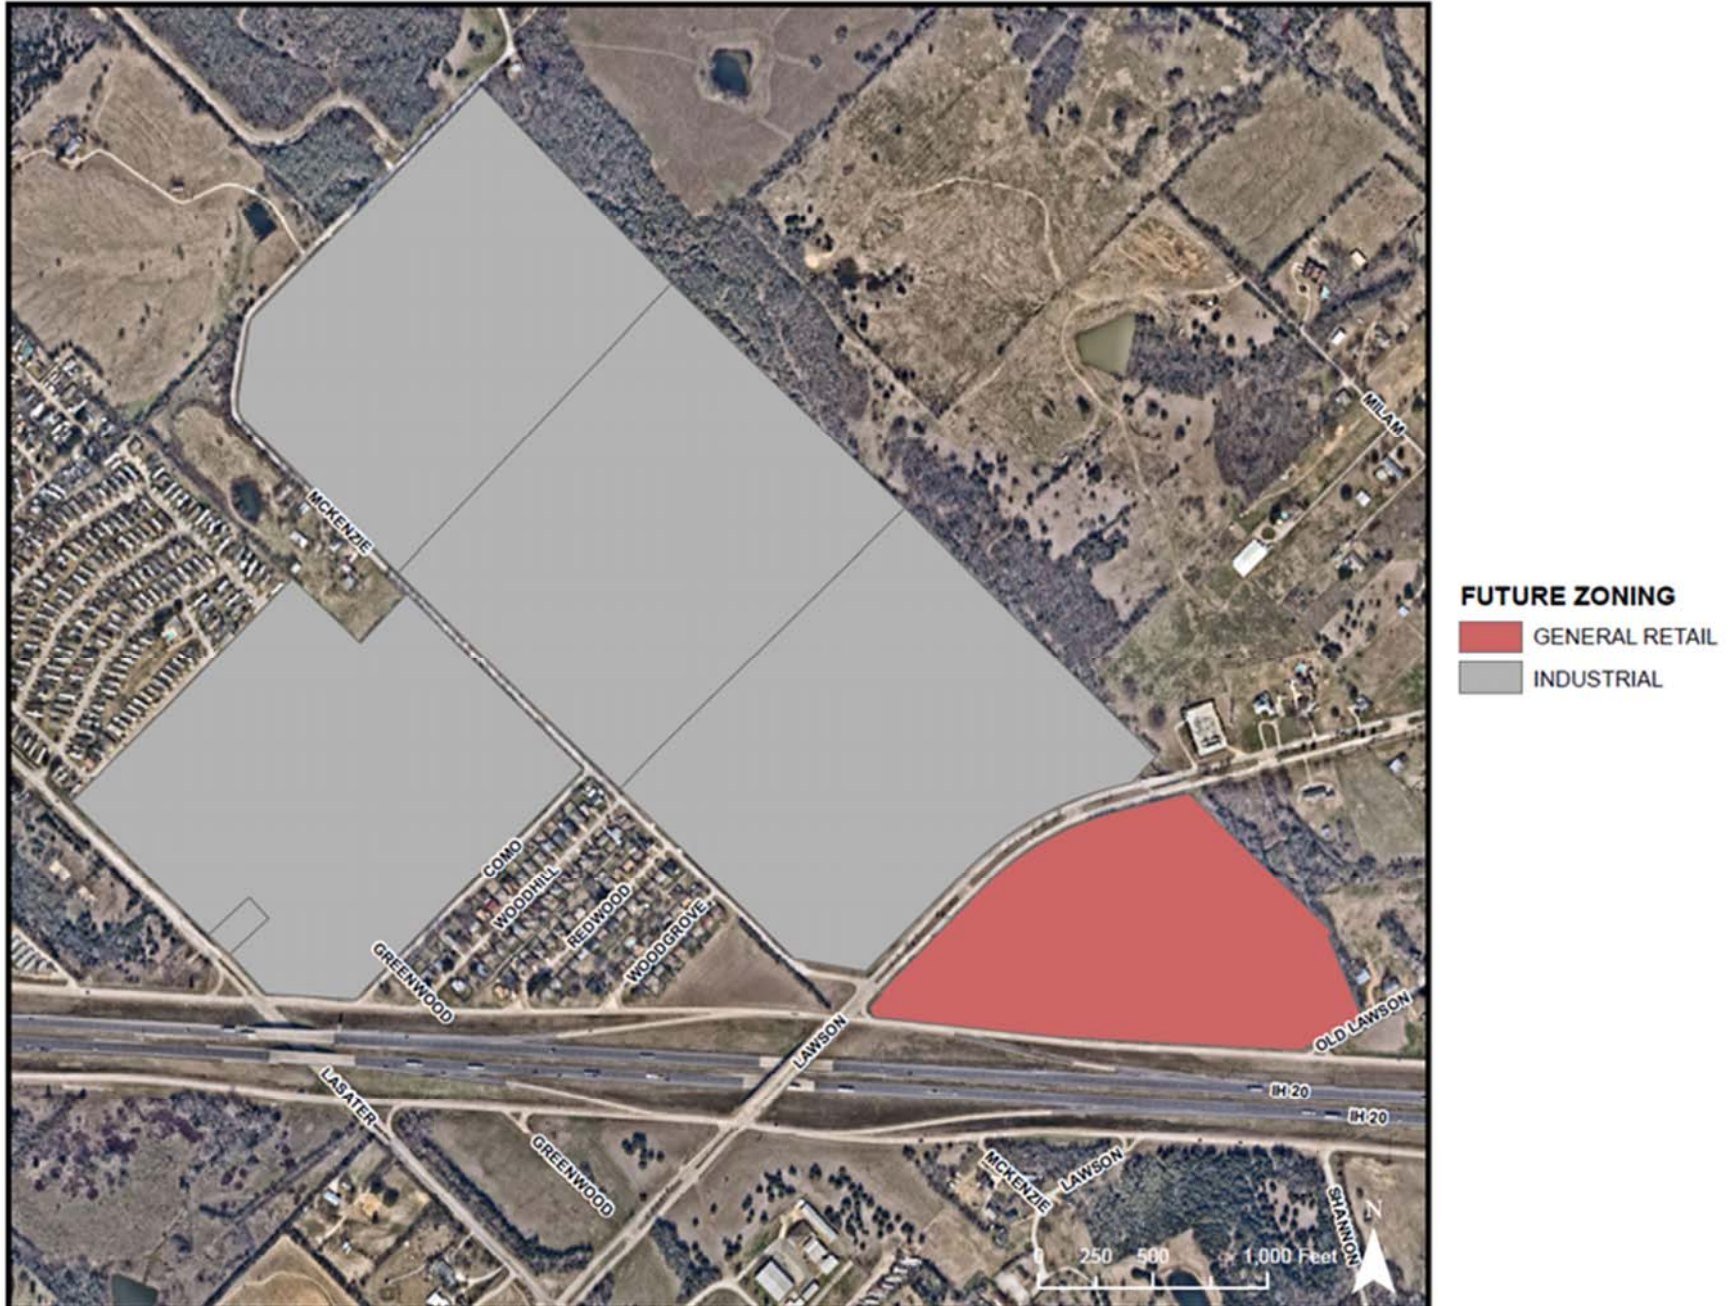 MILAM
MCKENZIE
FUTURE ZONING
GENERAL RETAIL
INDUSTRIAL
COMO
WOODHILL
REDWOOD
WOODGROVE
GREENWOOD
LAWSON
OLD LAWSON
IH 20
IH 20
LASATER
GREENWOOD
MCKENZIE
LAWSON
SHANNON
N
0 250 500 1,000 Feet